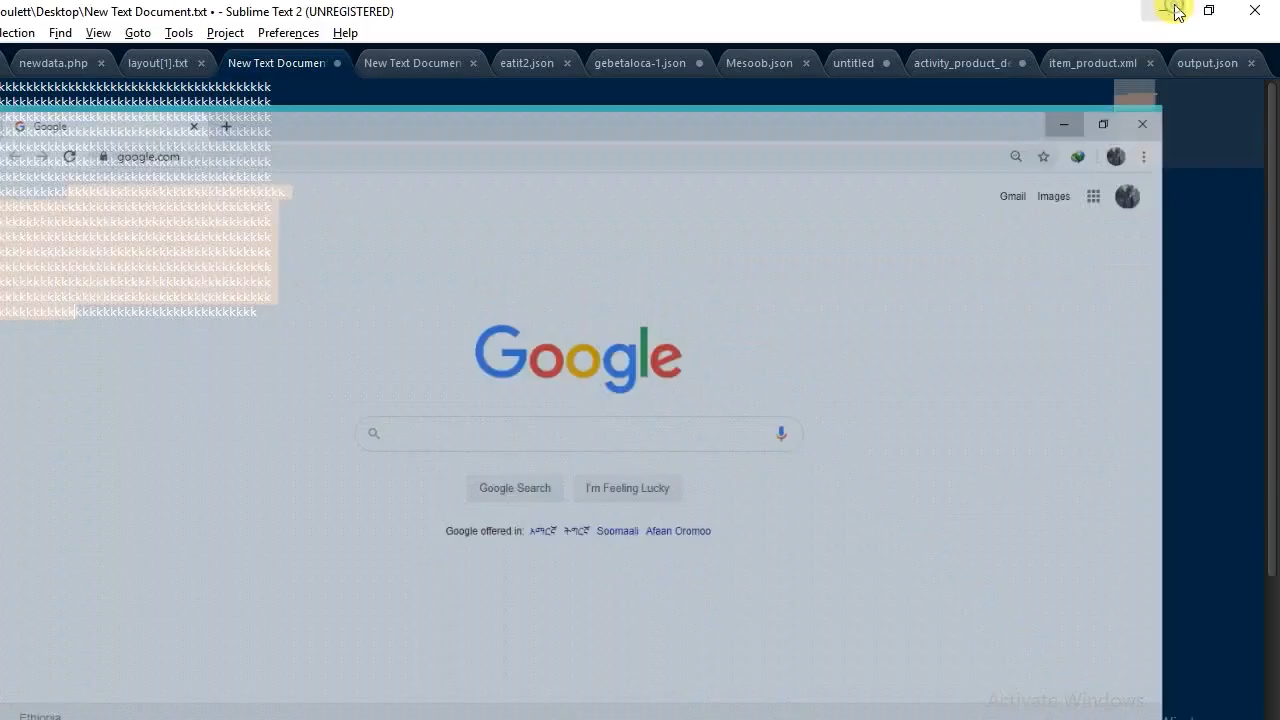 oulett\Desktop\New Text Document.txt • - Sublime Text 2 (UNREGISTERED)
lection Find View Goto Tools Project Preferences Help
newdata.php layout[1].txt New Text Documen New Text Documen eatit2.json gebetaloca-1.json Mesoob.json untitled activity_product_de item_product.xml output.json
Google
google.com
Gmail Images
Google
Google Search I'm Feeling Lucky
Google offered in: አማርኛ ትግርኛ Soomaali Afaan Oromoo
Activate Windows
Ethiopia